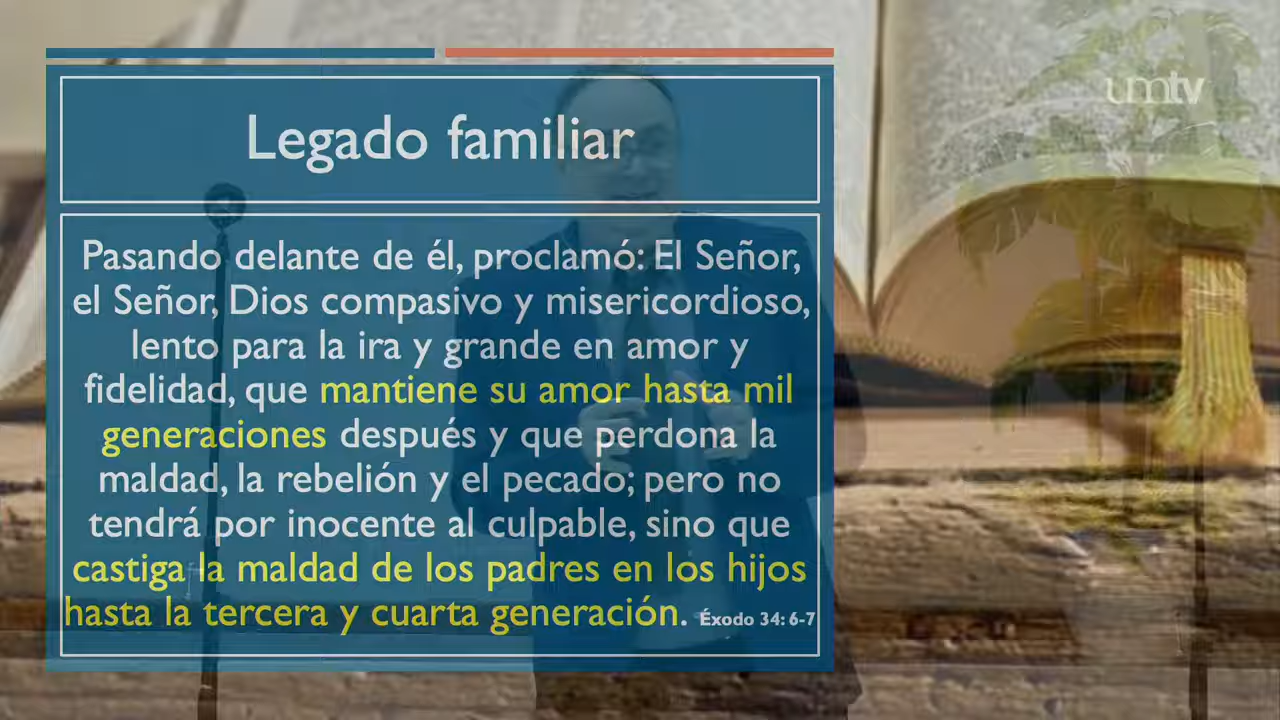 umtv
Legado familiar
Pasando delante de él, proclamó: El Señor,
el Señor, Dios compasivo y misericordioso,
lento para la ira y grande en amor y
fidelidad, que mantiene su amor hasta mil
generaciones después y que perdona la
maldad, la rebelión y el pecado; pero no
tendrá por inocente al culpable, sino que
castiga la maldad de los padres en los hijos
hasta la tercera y cuarta generación. Éxodo 34: 6-7